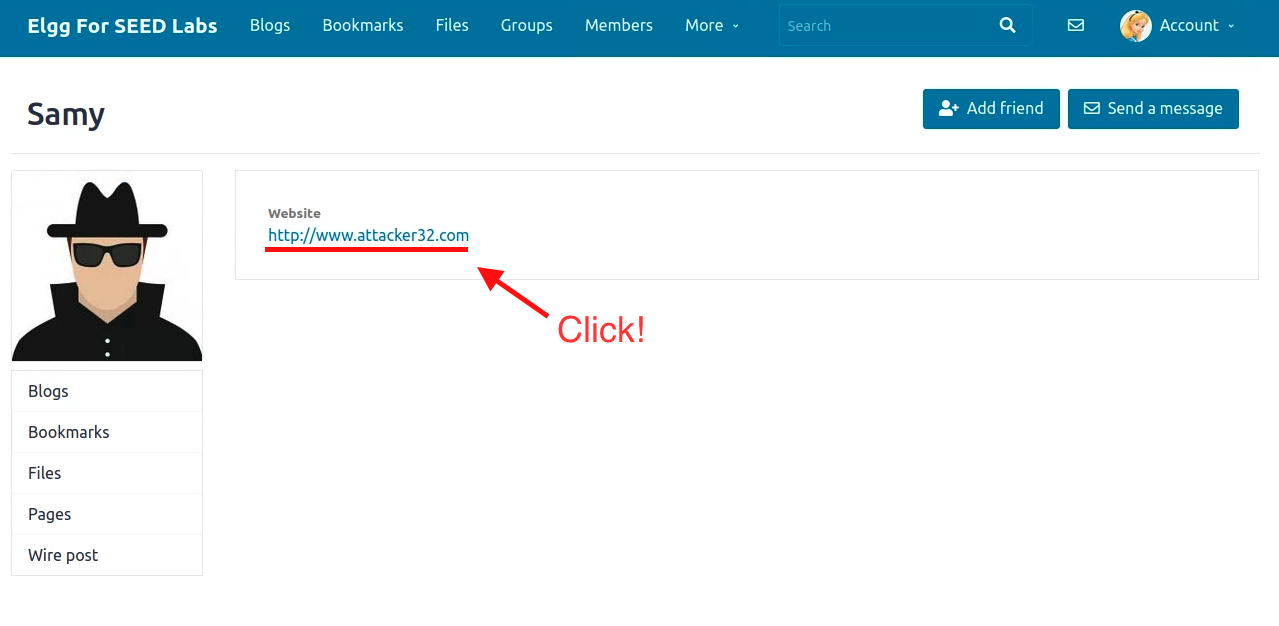 Elgg For SEED Labs Blogs Bookmarks Files Groups Members More Search Account
Samy Add friend Send a message
Website
http://www.attacker32.com
Click!
Blogs
Bookmarks
Files
Pages
Wire post